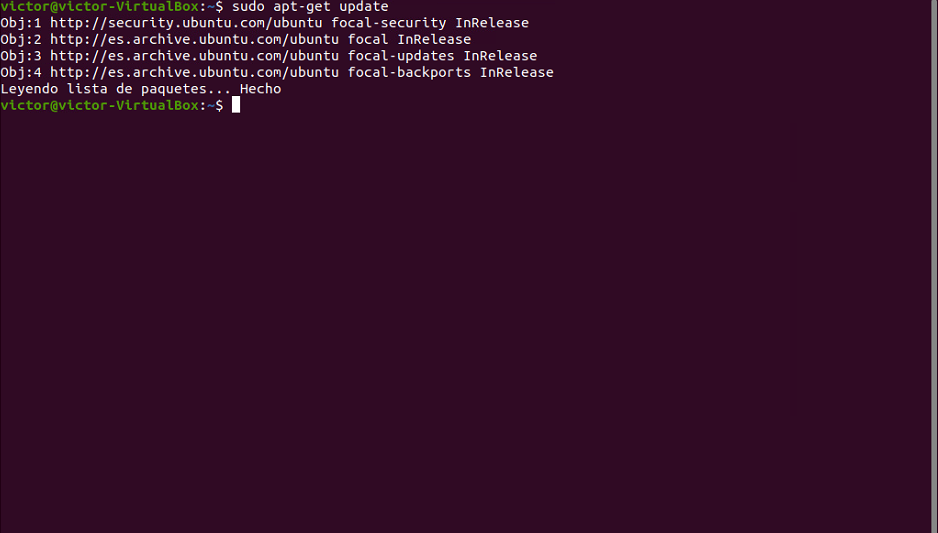 victor@victor-VirtualBox:~$ sudo apt-get update
Obj:1 http://security.ubuntu.com/ubuntu focal-security InRelease
Obj:2 http://es.archive.ubuntu.com/ubuntu focal InRelease
Obj:3 http://es.archive.ubuntu.com/ubuntu focal-updates InRelease
Obj:4 http://es.archive.ubuntu.com/ubuntu focal-backports InRelease
Leyendo lista de paquetes... Hecho
victor@victor-VirtualBox:~$